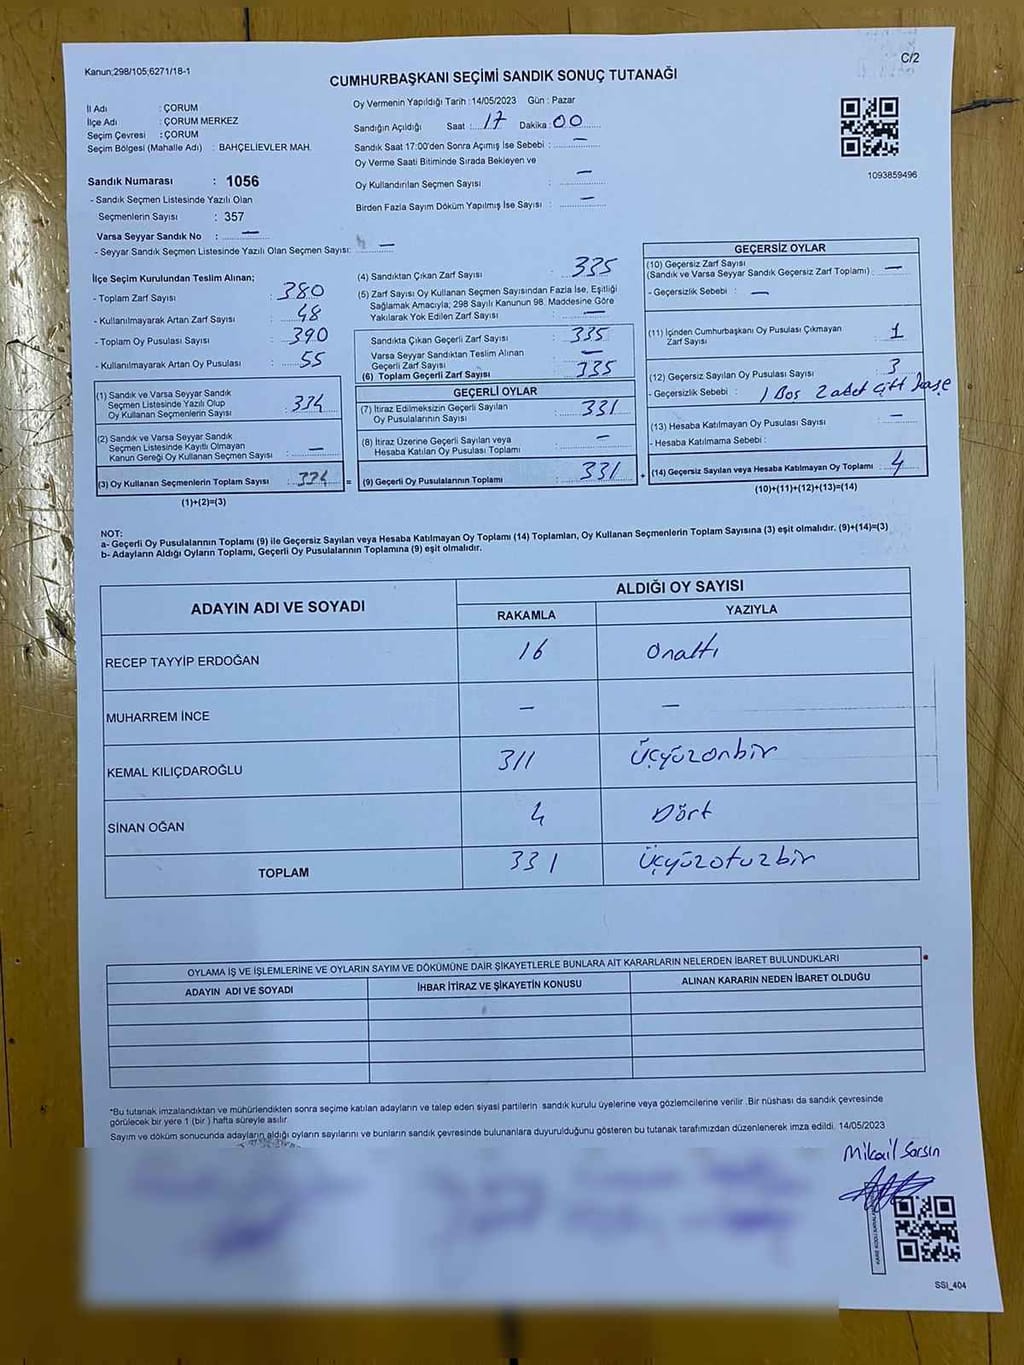 Kanun;298/105;6271/18-1
C/2
CUMHURBAŞKANI SEÇİMİ SANDIK SONUÇ TUTANAĞI
İl Adı : ÇORUM
İlçe Adı : ÇORUM MERKEZ
Seçim Çevresi : ÇORUM
Seçim Bölgesi (Mahalle Adı) : BAHÇELİEVLER MAH.
Sandık Numarası : 1056
- Sandık Seçmen Listesinde Yazılı Olan
Seçmenlerin Sayısı : 357
Varsa Seyyar Sandık No : —
- Seyyar Sandık Seçmen Listesinde Yazılı Olan Seçmen Sayısı: —
Oy Vermenin Yapıldığı Tarih : 14/05/2023 Gün : Pazar
Sandığın Açıldığı Saat : 17 Dakika : 00
Sandık Saat 17:00'den Sonra Açımış İse Sebebi : —
Oy Verme Saati Bitiminde Sırada Bekleyen ve
Oy Kullandırılan Seçmen Sayısı : —
Birden Fazla Sayım Döküm Yapılmış İse Sayısı : —
1093859496
İlçe Seçim Kurulundan Teslim Alınan;
- Toplam Zarf Sayısı : 380
- Kullanılmayarak Artan Zarf Sayısı : 48
- Toplam Oy Pusulası Sayısı : 390
- Kullanılmayarak Artan Oy Pusulası : 55
(1) Sandık ve Varsa Seyyar Sandık
Seçmen Listesinde Yazılı Olup
Oy Kullanan Seçmenlerin Sayısı : 334
(2) Sandık ve Varsa Seyyar Sandık
Seçmen Listesinde Kayıtlı Olmayan
Kanun Gereği Oy Kullanan Seçmen Sayısı : —
(3) Oy Kullanan Seçmenlerin Toplam Sayısı : 334 =
(1)+(2)=(3)
(4) Sandıktan Çıkan Zarf Sayısı : 335
(5) Zarf Sayısı Oy Kullanan Seçmen Sayısından Fazla İse, Eşitliği
Sağlamak Amacıyla; 298 Sayılı Kanunun 98. Maddesine Göre
Yakılarak Yok Edilen Zarf Sayısı : —
Sandıkta Çıkan Geçerli Zarf Sayısı : 335
Varsa Seyyar Sandıktan Teslim Alınan
Geçerli Zarf Sayısı : —
(6) Toplam Geçerli Zarf Sayısı : 335
GEÇERLİ OYLAR
(7) İtiraz Edilmeksizin Geçerli Sayılan
Oy Pusulalarının Sayısı : 331
(8) İtiraz Üzerine Geçerli Sayılan veya
Hesaba Katılan Oy Pusulası Toplamı : —
(9) Geçerli Oy Pusulalarının Toplamı : 331 +
GEÇERSİZ OYLAR
(10) Geçersiz Zarf Sayısı
(Sandık ve Varsa Seyyar Sandık Geçersiz Zarf Toplamı) : —
- Geçersizlik Sebebi : —
(11) İçinden Cumhurbaşkanı Oy Pusulası Çıkmayan
Zarf Sayısı : 1
(12) Geçersiz Sayılan Oy Pusulası Sayısı : 3
- Geçersizlik Sebebi : 1 Boş 2 adet çift kaşe
(13) Hesaba Katılmayan Oy Pusulası Sayısı : —
- Hesaba Katılmama Sebebi :
(14) Geçersiz Sayılan veya Hesaba Katılmayan Oy Toplamı : 4
(10)+(11)+(12)+(13)=(14)
NOT:
a- Geçerli Oy Pusulalarının Toplamı (9) ile Geçersiz Sayılan veya Hesaba Katılmayan Oy Toplamı (14) Toplamları, Oy Kullanan Seçmenlerin Toplam Sayısına (3) eşit olmalıdır. (9)+(14)=(3)
b- Adayların Aldığı Oyların Toplamı, Geçerli Oy Pusulalarının Toplamına (9) eşit olmalıdır.
ADAYIN ADI VE SOYADI
ALDIĞI OY SAYISI
RAKAMLA YAZIYLA
RECEP TAYYİP ERDOĞAN 16 Onaltı
MUHARREM İNCE — —
KEMAL KILIÇDAROĞLU 311 Üçyüzonbir
SİNAN OĞAN 4 Dört
TOPLAM 331 Üçyüzotuzbir
OYLAMA İŞ VE İŞLEMLERİNE VE OYLARIN SAYIM VE DÖKÜMÜNE DAİR ŞİKAYETLERLE BUNLARA AİT KARARLARIN NELERDEN İBARET BULUNDUKLARI
ADAYIN ADI VE SOYADI İHBAR İTİRAZ VE ŞİKAYETİN KONUSU ALINAN KARARIN NEDEN İBARET OLDUĞU
*Bu tutanak imzalandıktan ve mühürlendikten sonra seçime katılan adayların ve talep eden siyasi partilerin sandık kurulu üyelerine veya gözlemcilerine verilir .Bir nüshası da sandık çevresinde
görülecek bir yere 1 (bir ) hafta süreyle asılır.
Sayım ve döküm sonucunda adayların aldığı oyların sayılarını ve bunların sandık çevresinde bulunanlara duyurulduğunu gösteren bu tutanak tarafımızdan düzenlenerek imza edildi. 14/05/2023
Mikail Sarsın
SSI_404